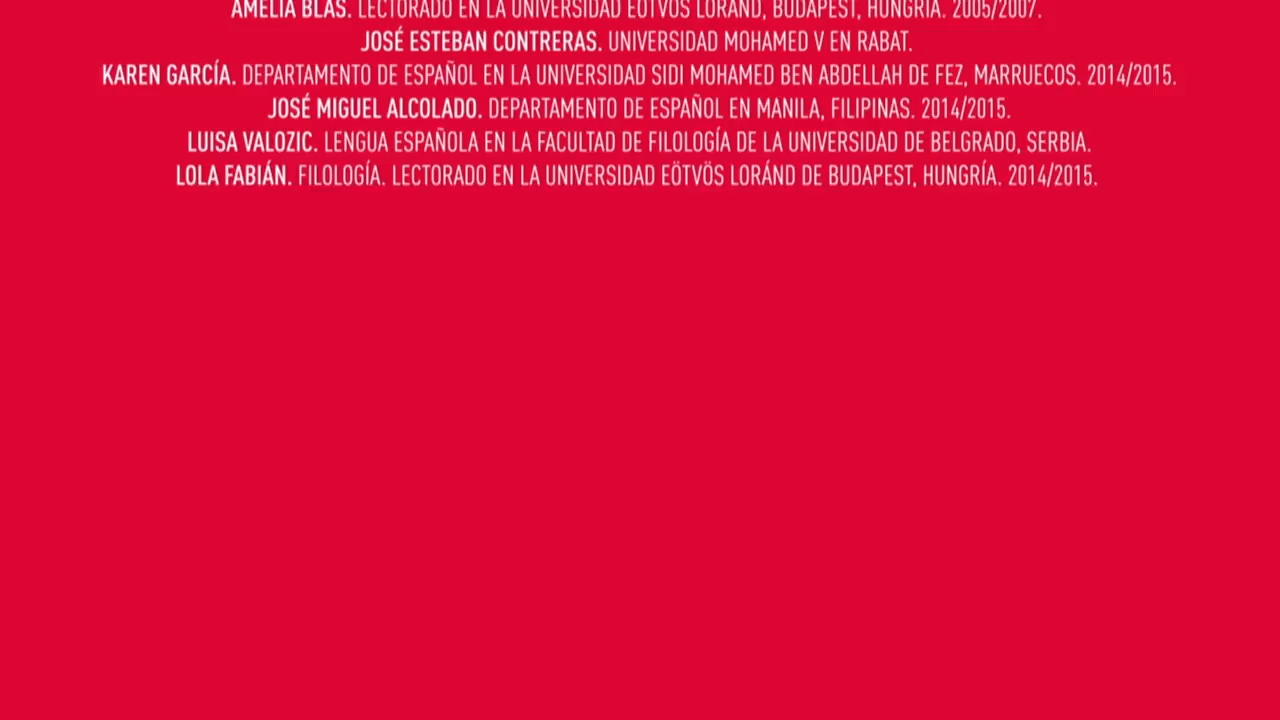 AMELIA BLAS. LECTORADO EN LA UNIVERSIDAD EÖTVÖS LORÁND, BUDAPEST, HUNGRÍA. 2005/2007.
JOSÉ ESTEBAN CONTRERAS. UNIVERSIDAD MOHAMED V EN RABAT.
KAREN GARCÍA. DEPARTAMENTO DE ESPAÑOL EN LA UNIVERSIDAD SIDI MOHAMED BEN ABDELLAH DE FEZ, MARRUECOS. 2014/2015.
JOSÉ MIGUEL ALCOLADO. DEPARTAMENTO DE ESPAÑOL EN MANILA, FILIPINAS. 2014/2015.
LUISA VALOZIC. LENGUA ESPAÑOLA EN LA FACULTAD DE FILOLOGÍA DE LA UNIVERSIDAD DE BELGRADO, SERBIA.
LOLA FABIÁN. FILOLOGÍA. LECTORADO EN LA UNIVERSIDAD EÖTVÖS LORÁND DE BUDAPEST, HUNGRÍA. 2014/2015.